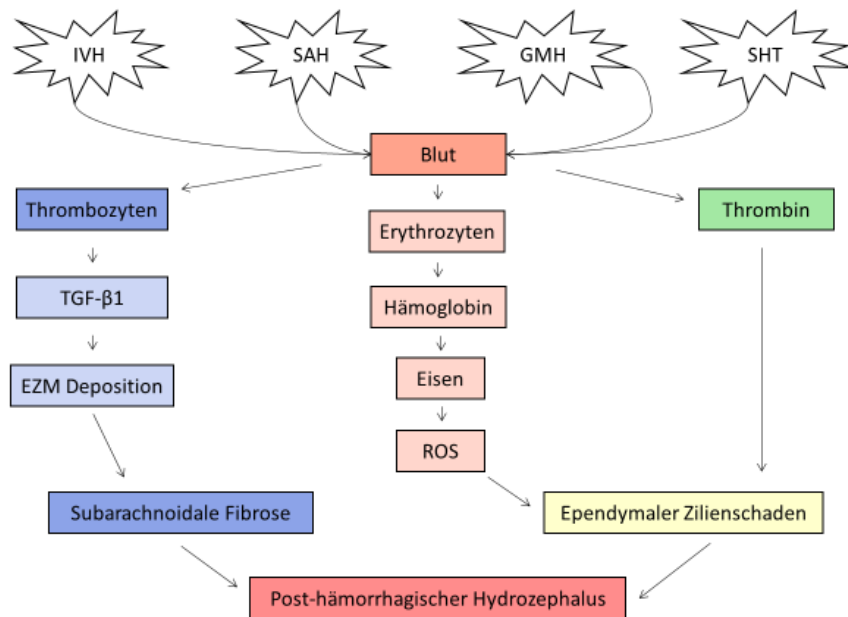 IVH
SAH
GMH
SHT
Blut
Thrombozyten
Erythrozyten
Thrombin
TGF-β1
Hämoglobin
EZM Deposition
Eisen
ROS
Subarachnoidale Fibrose
Ependymaler Zilienschaden
Post-hämorrhagischer Hydrozephalus